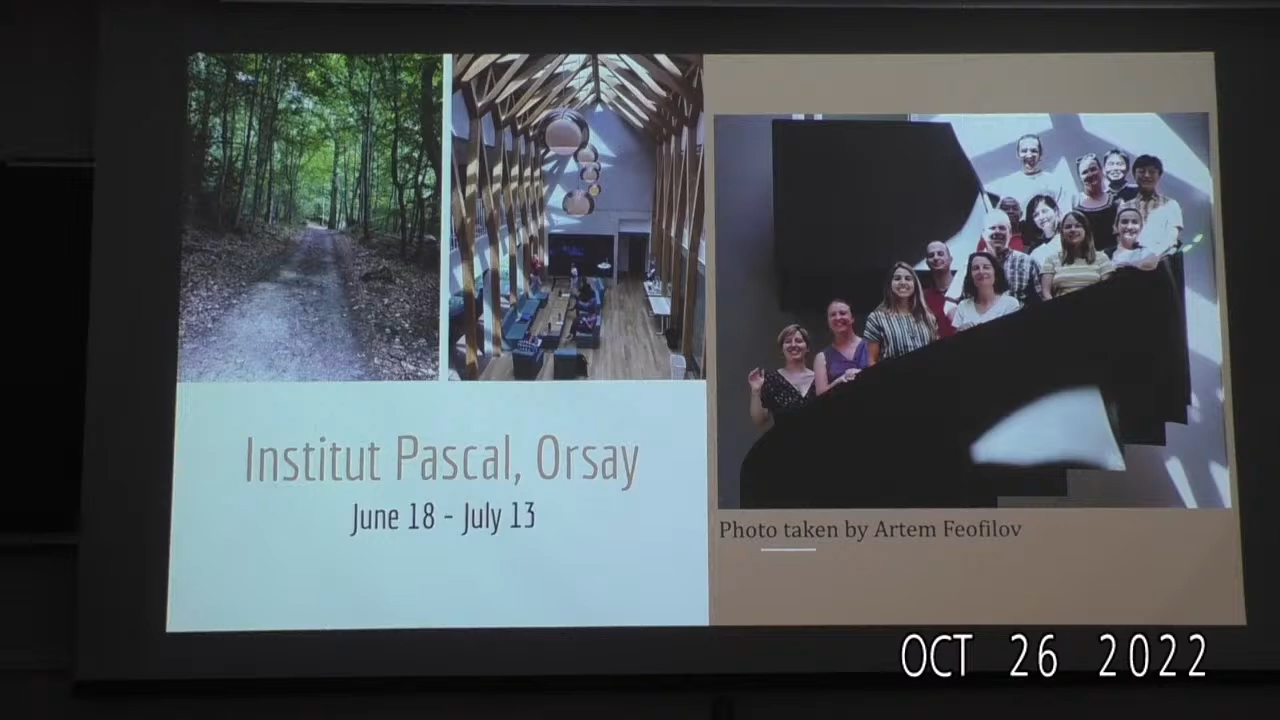 Institut Pascal, Orsay
June 18 - July 13
Photo taken by Artem Feofilov
OCT 26 2022